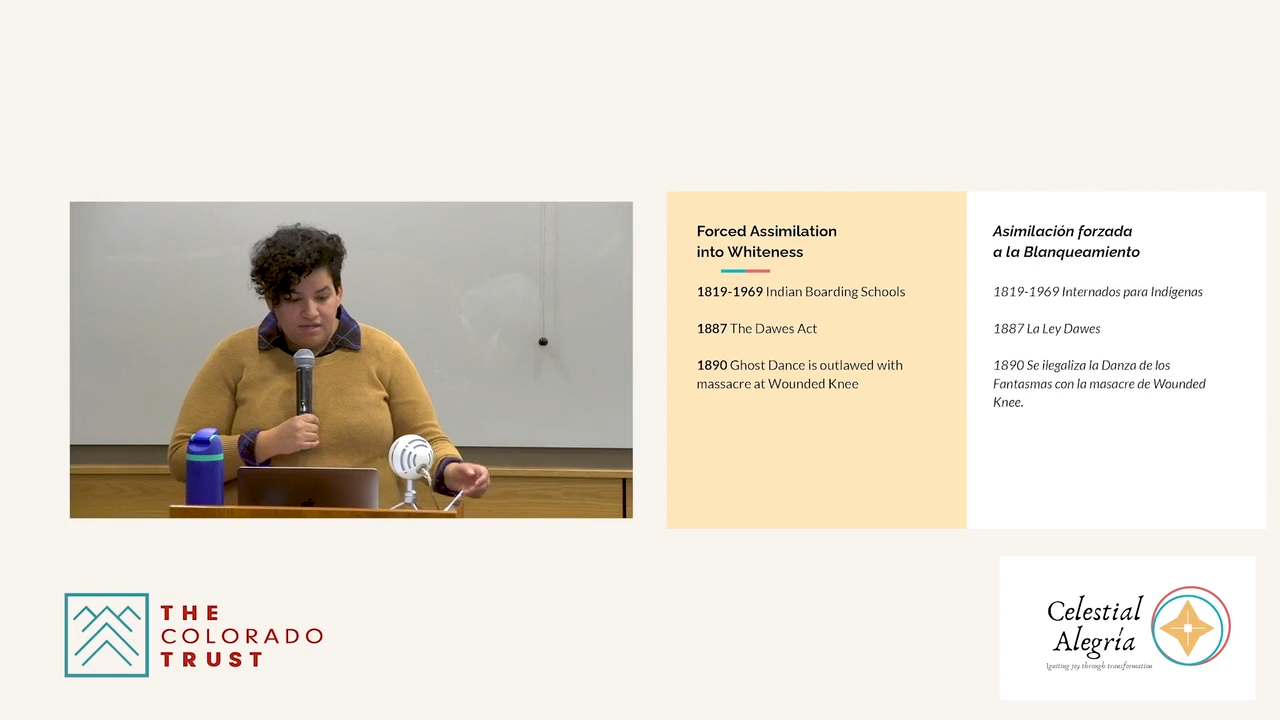 Forced Assimilation
into Whiteness
1819-1969 Indian Boarding Schools
1887 The Dawes Act
1890 Ghost Dance is outlawed with
massacre at Wounded Knee
Asimilación forzada
a la Blanqueamiento
1819-1969 Internados para Indígenas
1887 La Ley Dawes
1890 Se ilegaliza la Danza de los
Fantasmas con la masacre de Wounded
Knee.
THE
COLORADO
TRUST
Celestial
Alegría
Igniting joy through transformation